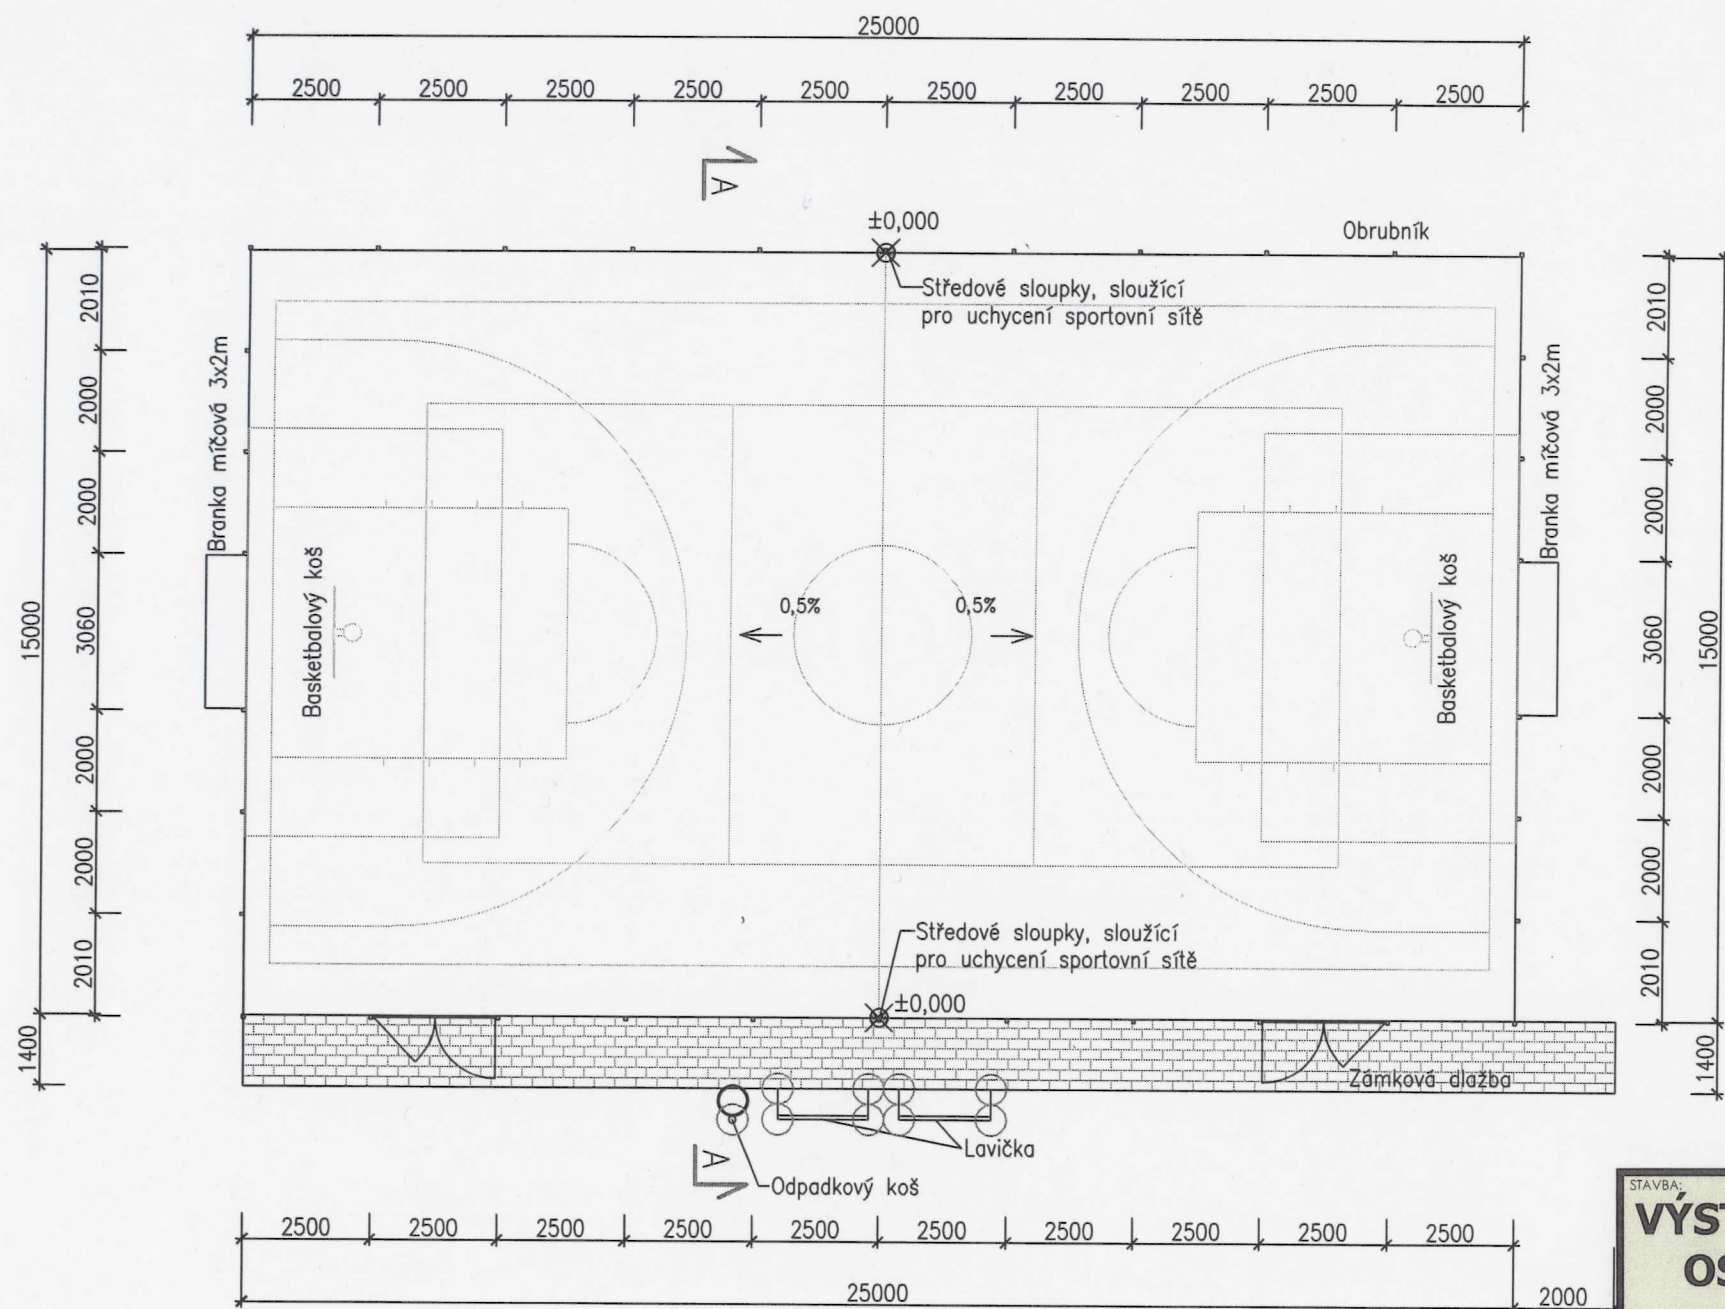 25000
2500 2500 2500 2500 2500 2500 2500 2500 2500 2500
A
±0,000
Obrubník
Středové sloupky, sloužící
pro uchycení sportovní sítě
15000
1400
2010
2000
2000
3060
2000
2000
2010
Branka míčová 3x2m
Basketbalový koš
0,5%
0,5%
Basketbalový koš
Branka míčová 3x2m
2010
2000
2000
3060
2000
2000
2010
15000
1400
Středové sloupky, sloužící
pro uchycení sportovní sítě
±0,000
Zámková dlažba
Lavička
A
Odpadkový koš
2500 2500 2500 2500 2500 2500 2500 2500 2500 2500
25000
2000
STAVBA:
VÝST
OS